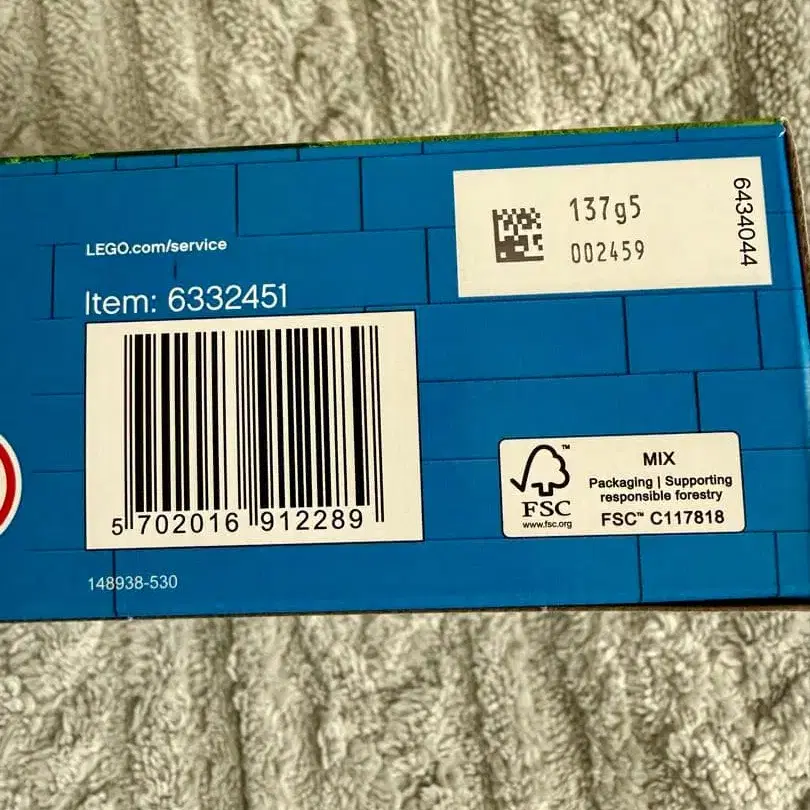 LEGO.com/service
Item: 6332451
5 702016 912289
148938-530
137g5
002459
6434044
FSC
www.fsc.org
™
MIX
Packaging | Supporting
responsible forestry
FSC™ C117818